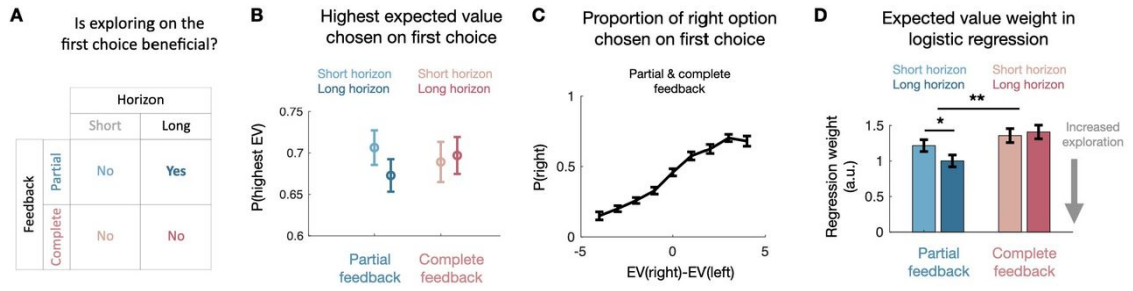 A
Is exploring on the
first choice beneficial?
Horizon
Short
Long
Feedback
Partial
No
Yes
Complete
No
No
B
Highest expected value
chosen on first choice
Short horizon
Long horizon
Short horizon
Long horizon
P(highest EV)
0.75
0.7
0.65
0.6
Partial
feedback
Complete
feedback
C
Proportion of right option
chosen on first choice
Partial & complete
feedback
P(right)
1
0.5
0
-5
0
5
EV(right)-EV(left)
D
Expected value weight in
logistic regression
Short horizon
Long horizon
Short horizon
Long horizon
**
*
Regression weight
(a.u.)
1.5
1
0.5
0
Increased
exploration
Partial
feedback
Complete
feedback